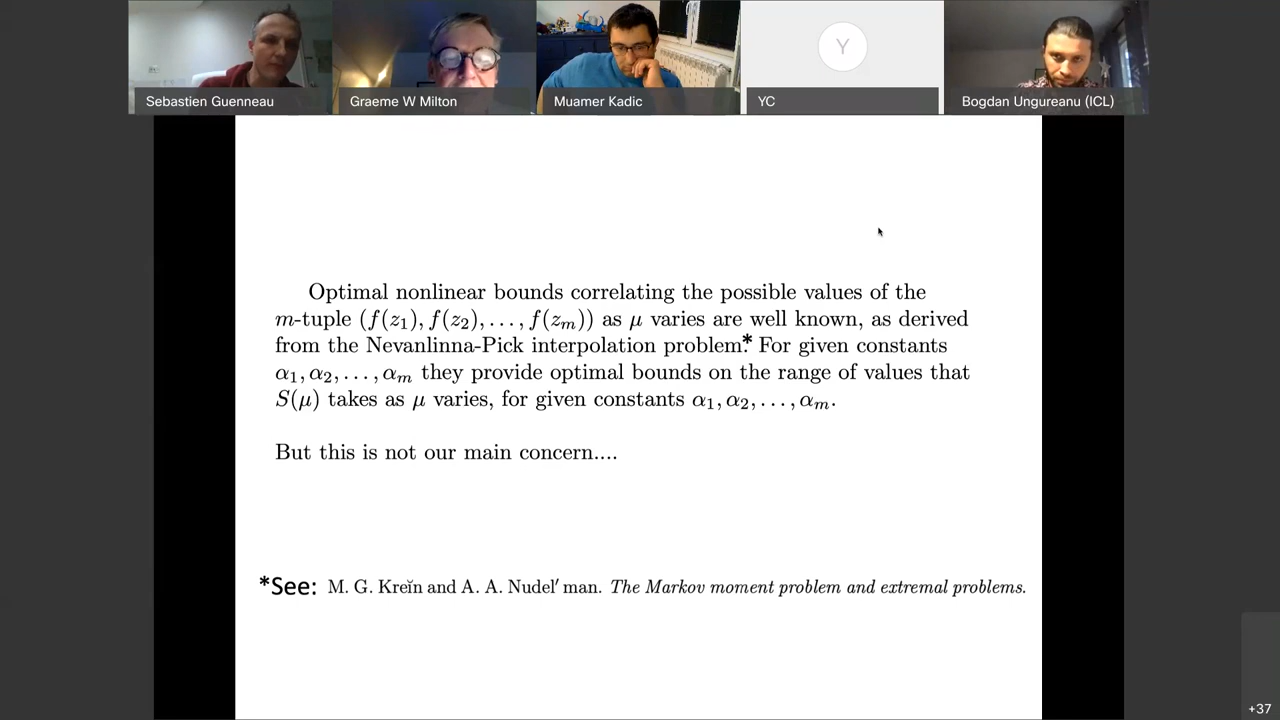 Sebastien Guenneau
Graeme W Milton
Muamer Kadic
Y
YC
Bogdan Ungureanu (ICL)
Optimal nonlinear bounds correlating the possible values of the
m-tuple (f(z₁), f(z₂), . . . , f(zₘ)) as μ varies are well known, as derived
from the Nevanlinna-Pick interpolation problem.* For given constants
α₁, α₂, . . . , αₘ they provide optimal bounds on the range of values that
S(μ) takes as μ varies, for given constants α₁, α₂, . . . , αₘ.
But this is not our main concern....
*See: M. G. Kreĭn and A. A. Nudel′man. The Markov moment problem and extremal problems.
+37